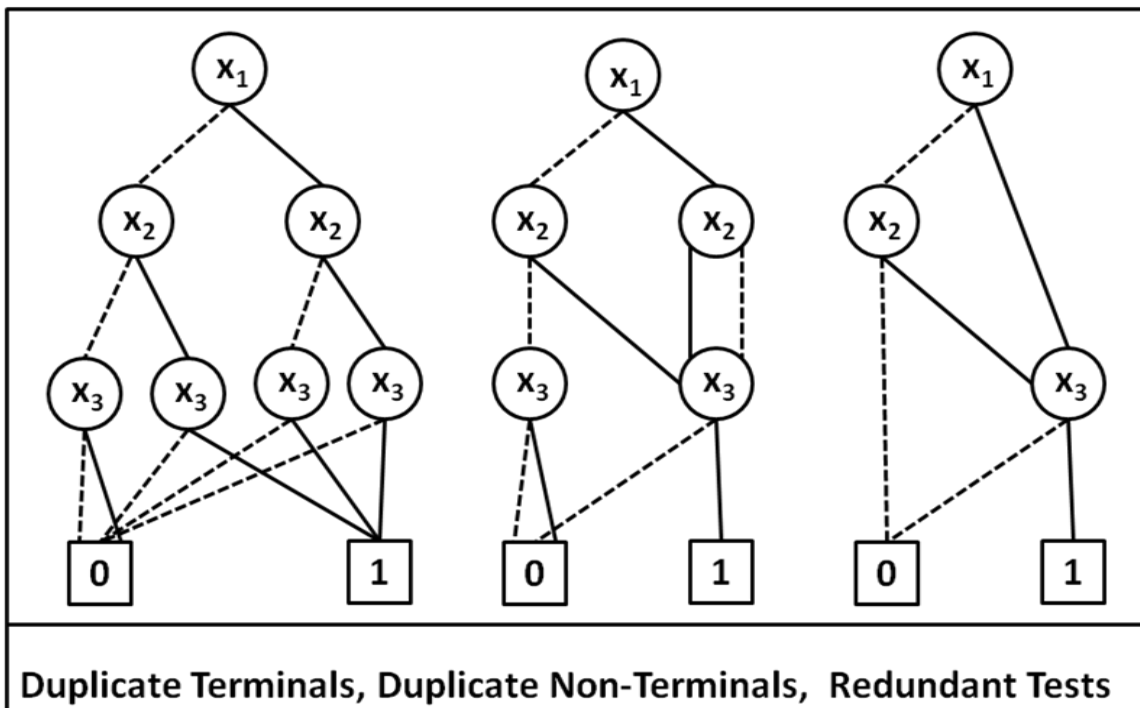 x₁ x₁ x₁
x₂ x₂ x₂ x₂ x₂
x₃ x₃ x₃ x₃ x₃ x₃ x₃
0 1 0 1 0 1
Duplicate Terminals, Duplicate Non-Terminals, Redundant Tests